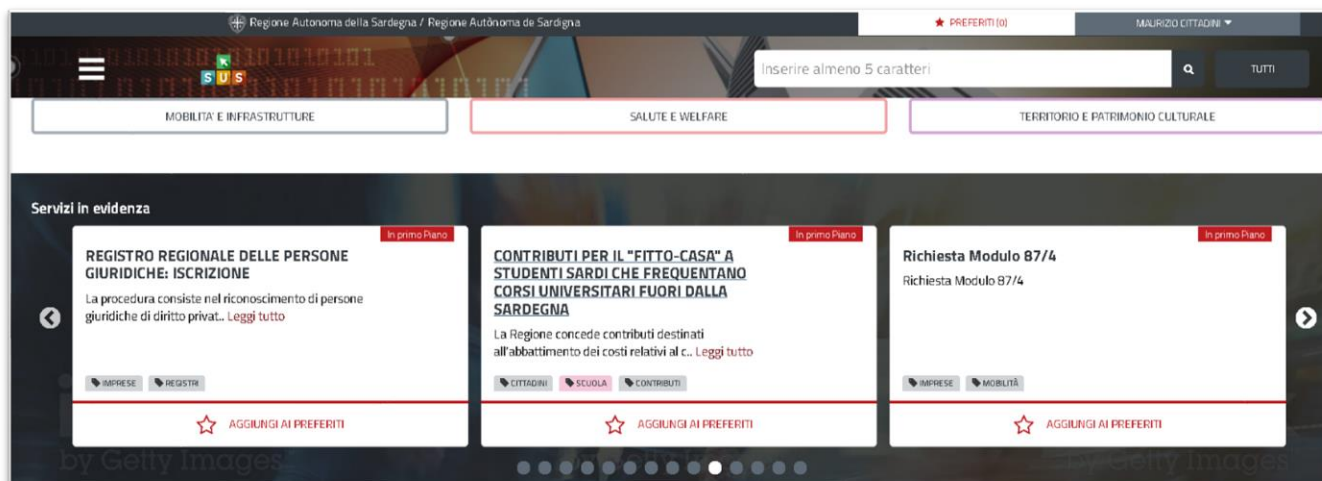 Regione Autonoma della Sardegna / Regione Autònoma de Sardigna
PREFERITI (0)
MAURIZIO CITTADINI
SUS
Inserire almeno 5 caratteri
TUTTI
MOBILITA' E INFRASTRUTTURE
SALUTE E WELFARE
TERRITORIO E PATRIMONIO CULTURALE
Servizi in evidenza
In primo Piano
REGISTRO REGIONALE DELLE PERSONE
GIURIDICHE: ISCRIZIONE
La procedura consiste nel riconoscimento di persone
giuridiche di diritto privat.. Leggi tutto
IMPRESE
REGISTRI
AGGIUNGI AI PREFERITI
In primo Piano
CONTRIBUTI PER IL "FITTO-CASA" A
STUDENTI SARDI CHE FREQUENTANO
CORSI UNIVERSITARI FUORI DALLA
SARDEGNA
La Regione concede contributi destinati
all'abbattimento dei costi relativi al c.. Leggi tutto
CITTADINI
SCUOLA
CONTRIBUTI
AGGIUNGI AI PREFERITI
In primo Piano
Richiesta Modulo 87/4
Richiesta Modulo 87/4
IMPRESE
MOBILITÀ
AGGIUNGI AI PREFERITI
by Getty Images